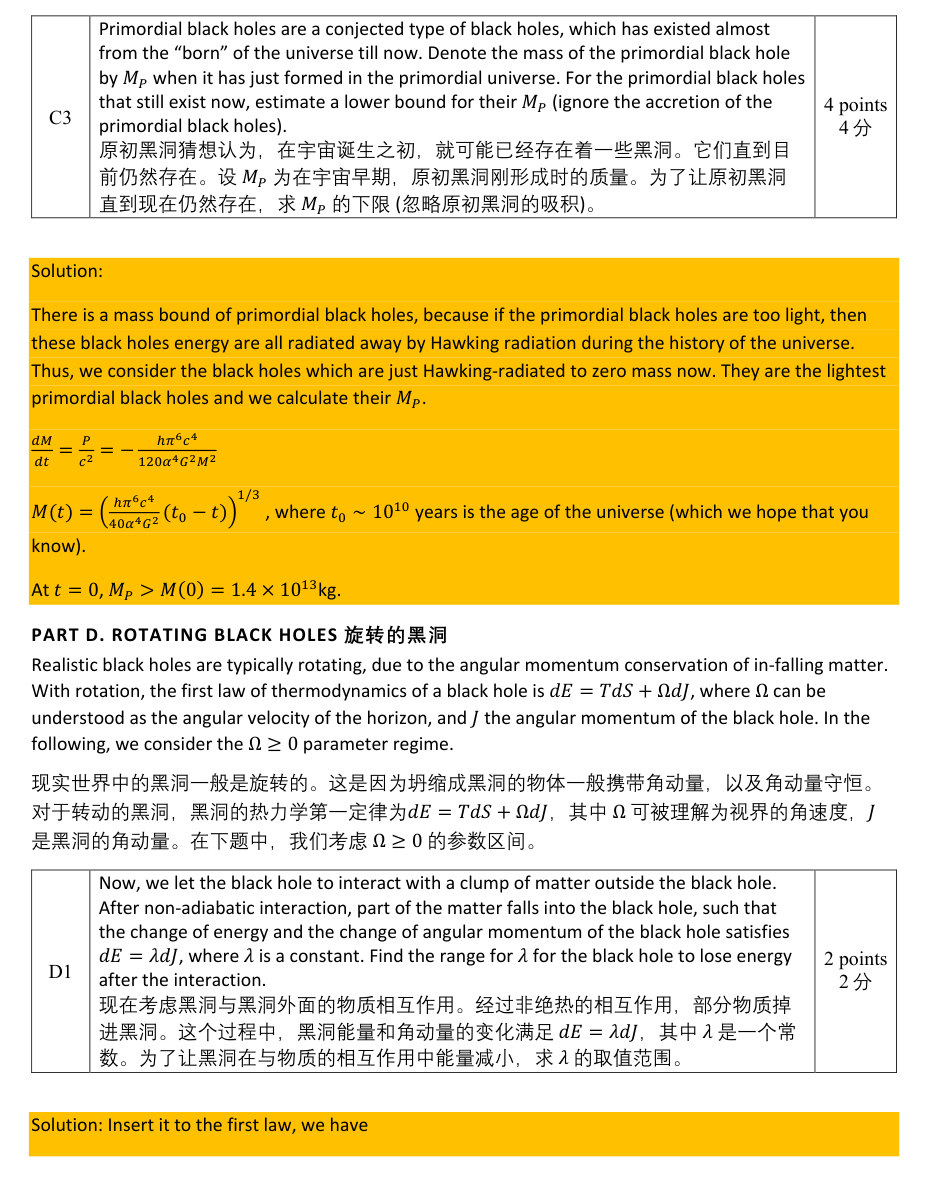 C3
Primordial black holes are a conjected type of black holes, which has existed almost
from the “born” of the universe till now. Denote the mass of the primordial black hole
by M_P when it has just formed in the primordial universe. For the primordial black holes
that still exist now, estimate a lower bound for their M_P (ignore the accretion of the
primordial black holes).
原初黑洞猜想认为，在宇宙诞生之初，就可能已经存在着一些黑洞。它们直到目
前仍然存在。设 M_P 为在宇宙早期，原初黑洞刚形成时的质量。为了让原初黑洞
直到现在仍然存在，求 M_P 的下限 (忽略原初黑洞的吸积)。
4 points
4 分
Solution:
There is a mass bound of primordial black holes, because if the primordial black holes are too light, then
these black holes energy are all radiated away by Hawking radiation during the history of the universe.
Thus, we consider the black holes which are just Hawking-radiated to zero mass now. They are the lightest
primordial black holes and we calculate their M_P.
dM/dt = P/c² = − hπ⁶c⁴/(120α⁴G²M²)
M(t) = (hπ⁶c⁴/(40α⁴G²) (t₀ − t))^{1/3}, where t₀ ~ 10¹⁰ years is the age of the universe (which we hope that you
know).
At t = 0, M_P > M(0) = 1.4 × 10¹³kg.
PART D. ROTATING BLACK HOLES 旋转的黑洞
Realistic black holes are typically rotating, due to the angular momentum conservation of in-falling matter.
With rotation, the first law of thermodynamics of a black hole is dE = TdS + ΩdJ, where Ω can be
understood as the angular velocity of the horizon, and J the angular momentum of the black hole. In the
following, we consider the Ω ≥ 0 parameter regime.
现实世界中的黑洞一般是旋转的。这是因为坍缩成黑洞的物体一般携带角动量，以及角动量守恒。
对于转动的黑洞，黑洞的热力学第一定律为dE = TdS + ΩdJ，其中 Ω 可被理解为视界的角速度，J
是黑洞的角动量。在下题中，我们考虑 Ω ≥ 0 的参数区间。
D1
Now, we let the black hole to interact with a clump of matter outside the black hole.
After non-adiabatic interaction, part of the matter falls into the black hole, such that
the change of energy and the change of angular momentum of the black hole satisfies
dE = λdJ, where λ is a constant. Find the range for λ for the black hole to lose energy
after the interaction.
现在考虑黑洞与黑洞外面的物质相互作用。经过非绝热的相互作用，部分物质掉
进黑洞。这个过程中，黑洞能量和角动量的变化满足 dE = λdJ，其中 λ 是一个常
数。为了让黑洞在与物质的相互作用中能量减小，求 λ 的取值范围。
2 points
2 分
Solution: Insert it to the first law, we have